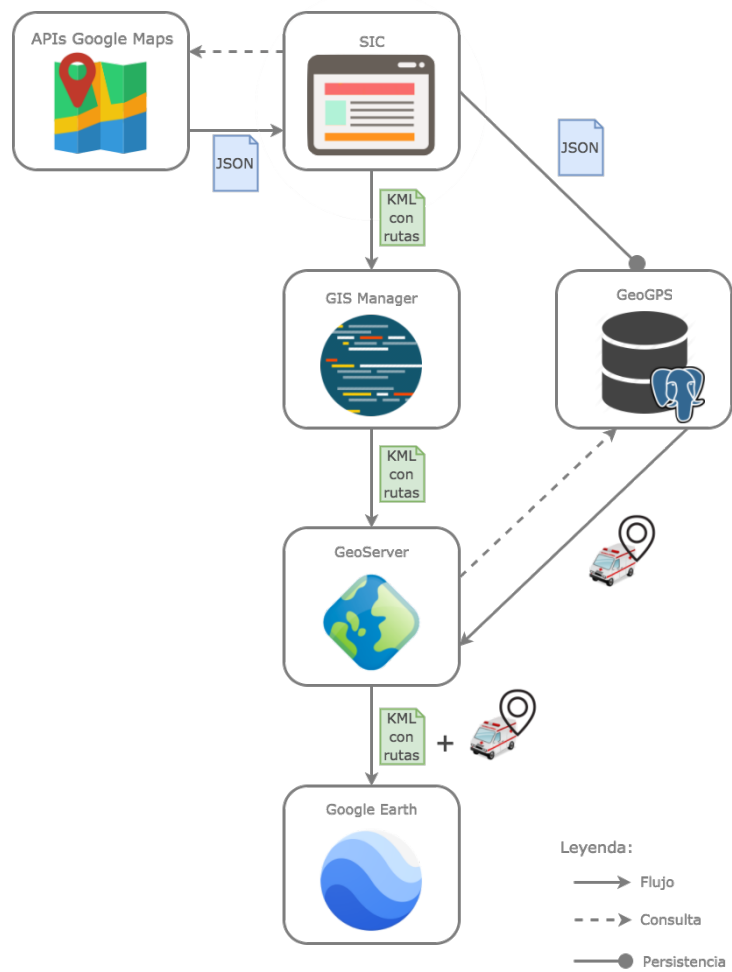 APIs Google Maps
SIC
JSON
JSON
KML
con
rutas
GIS Manager
GeoGPS
KML
con
rutas
GeoServer
KML
con
rutas
+
Google Earth
Leyenda:
Flujo
Consulta
Persistencia